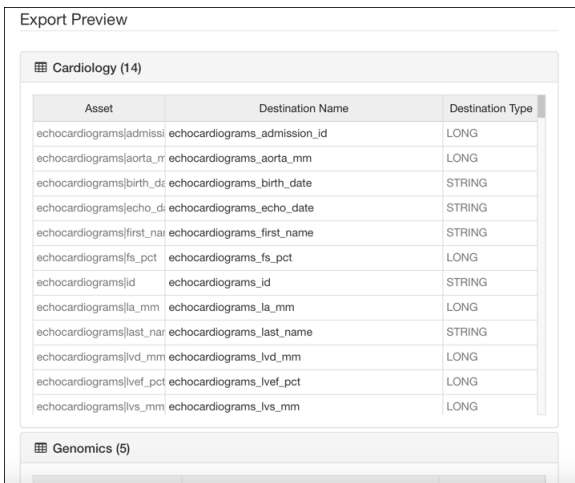 Export Preview
Cardiology (14)
Asset Destination Name Destination Type
echocardiograms|admissi echocardiograms_admission_id LONG
echocardiograms|aorta_m echocardiograms_aorta_mm LONG
echocardiograms|birth_da echocardiograms_birth_date STRING
echocardiograms|echo_da echocardiograms_echo_date STRING
echocardiograms|first_nar echocardiograms_first_name STRING
echocardiograms|fs_pct echocardiograms_fs_pct LONG
echocardiograms|id echocardiograms_id STRING
echocardiograms|la_mm echocardiograms_la_mm LONG
echocardiograms|last_nar echocardiograms_last_name STRING
echocardiograms|lvd_mm echocardiograms_lvd_mm LONG
echocardiograms|lvef_pct echocardiograms_lvef_pct LONG
echocardiograms|lvs_mm echocardiograms_lvs_mm LONG
Genomics (5)